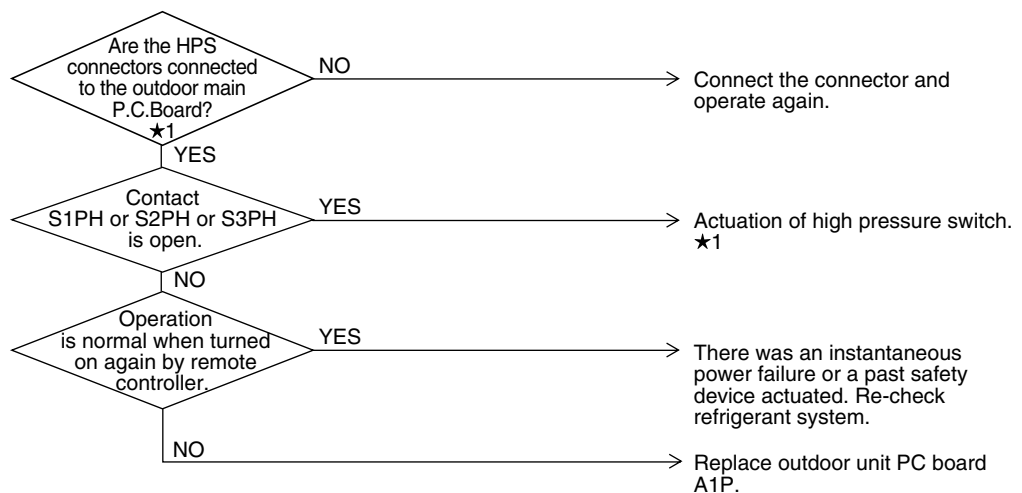 Are the HPS
connectors connected
to the outdoor main
P.C.Board?
★1
NO
Connect the connector and
operate again.
YES
Contact
S1PH or S2PH or S3PH
is open.
YES
Actuation of high pressure switch.
★1
NO
Operation
is normal when turned
on again by remote
controller.
YES
There was an instantaneous
power failure or a past safety
device actuated. Re-check
refrigerant system.
NO
Replace outdoor unit PC board
A1P.